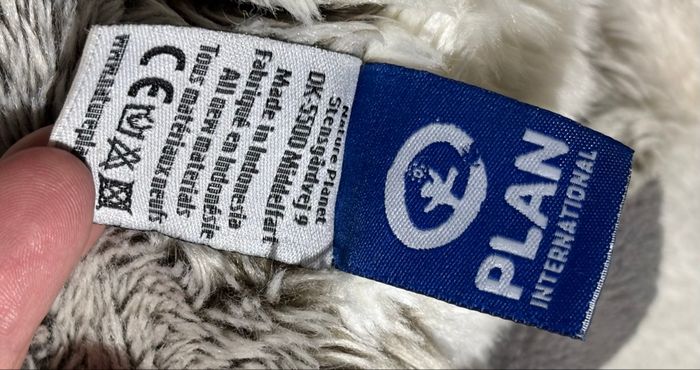 Nature Planet
Stengårdvej 9
DK-5500 Middelfart
Made in Indonesia
Fabriqué en Indonésie
All new materials
Tous matériaux neufs
CE
PLAN
INTERNATIONAL